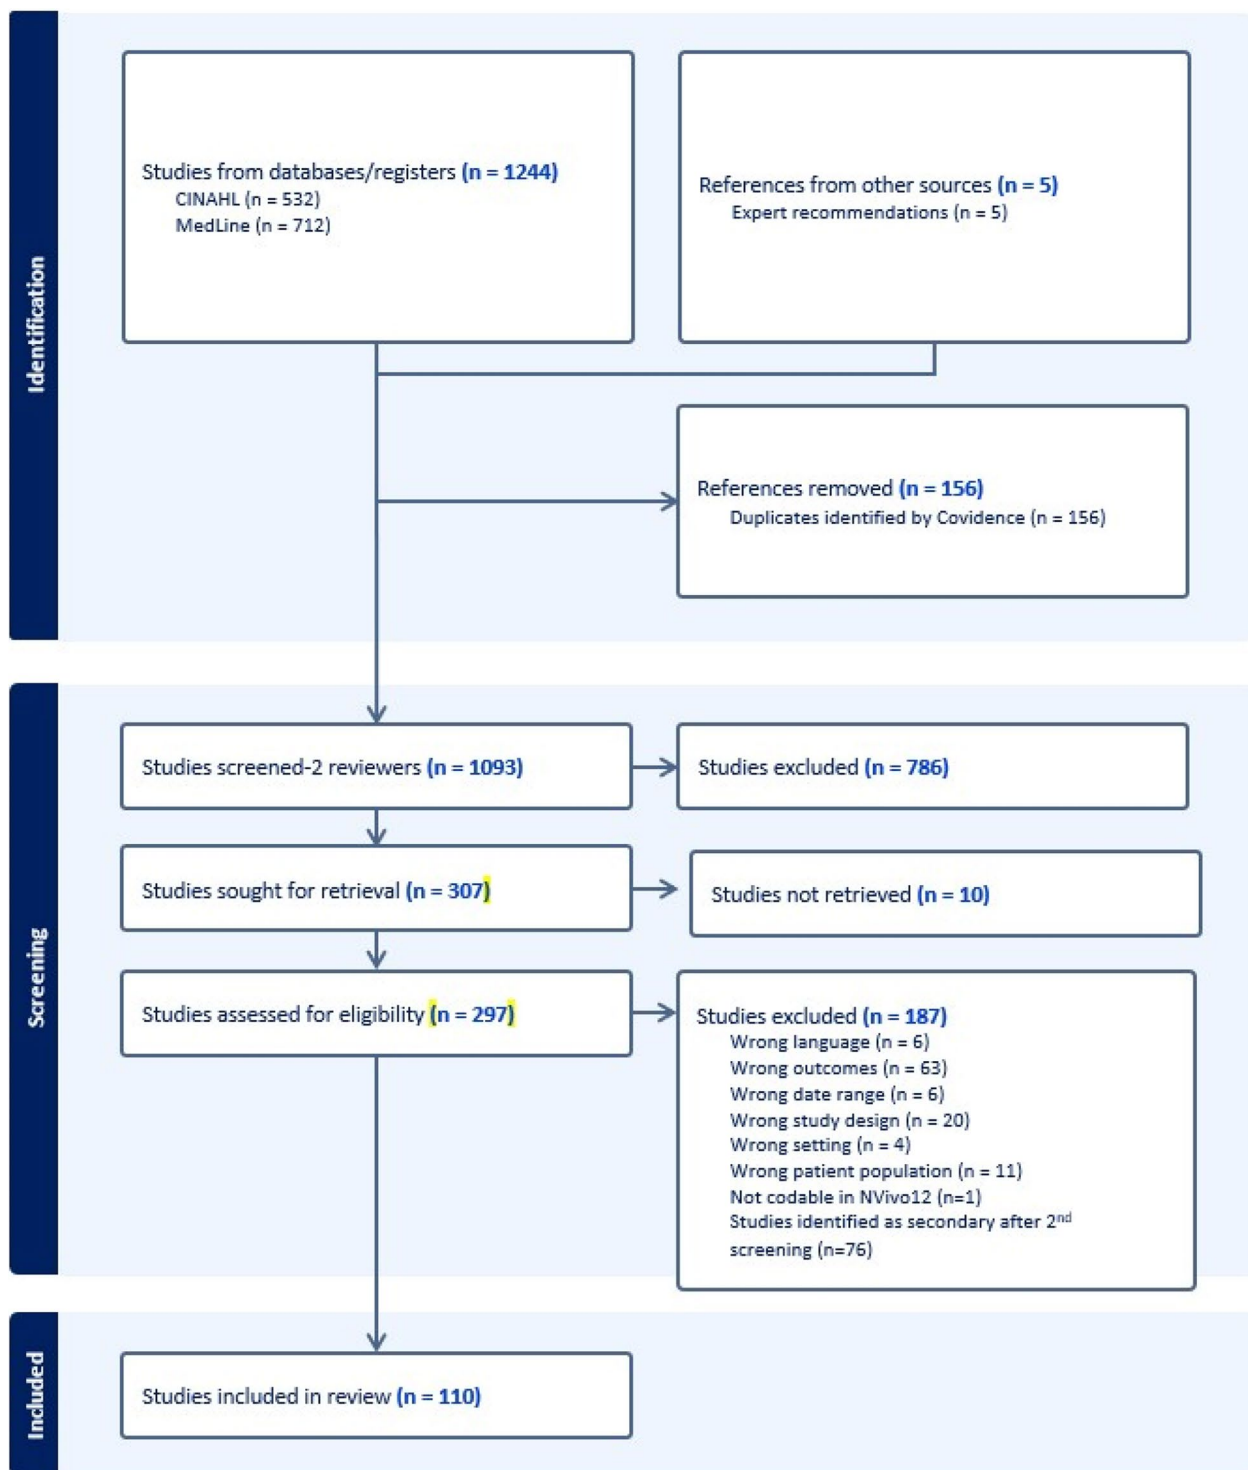 Identification
Studies from databases/registers (n = 1244)
CINAHL (n = 532)
MedLine (n = 712)
References from other sources (n = 5)
Expert recommendations (n = 5)
References removed (n = 156)
Duplicates identified by Covidence (n = 156)
Screening
Studies screened-2 reviewers (n = 1093)
Studies excluded (n = 786)
Studies sought for retrieval (n = 307)
Studies not retrieved (n = 10)
Studies assessed for eligibility (n = 297)
Studies excluded (n = 187)
Wrong language (n = 6)
Wrong outcomes (n = 63)
Wrong date range (n = 6)
Wrong study design (n = 20)
Wrong setting (n = 4)
Wrong patient population (n = 11)
Not codable in NVivo12 (n=1)
Studies identified as secondary after 2nd
screening (n=76)
Included
Studies included in review (n = 110)